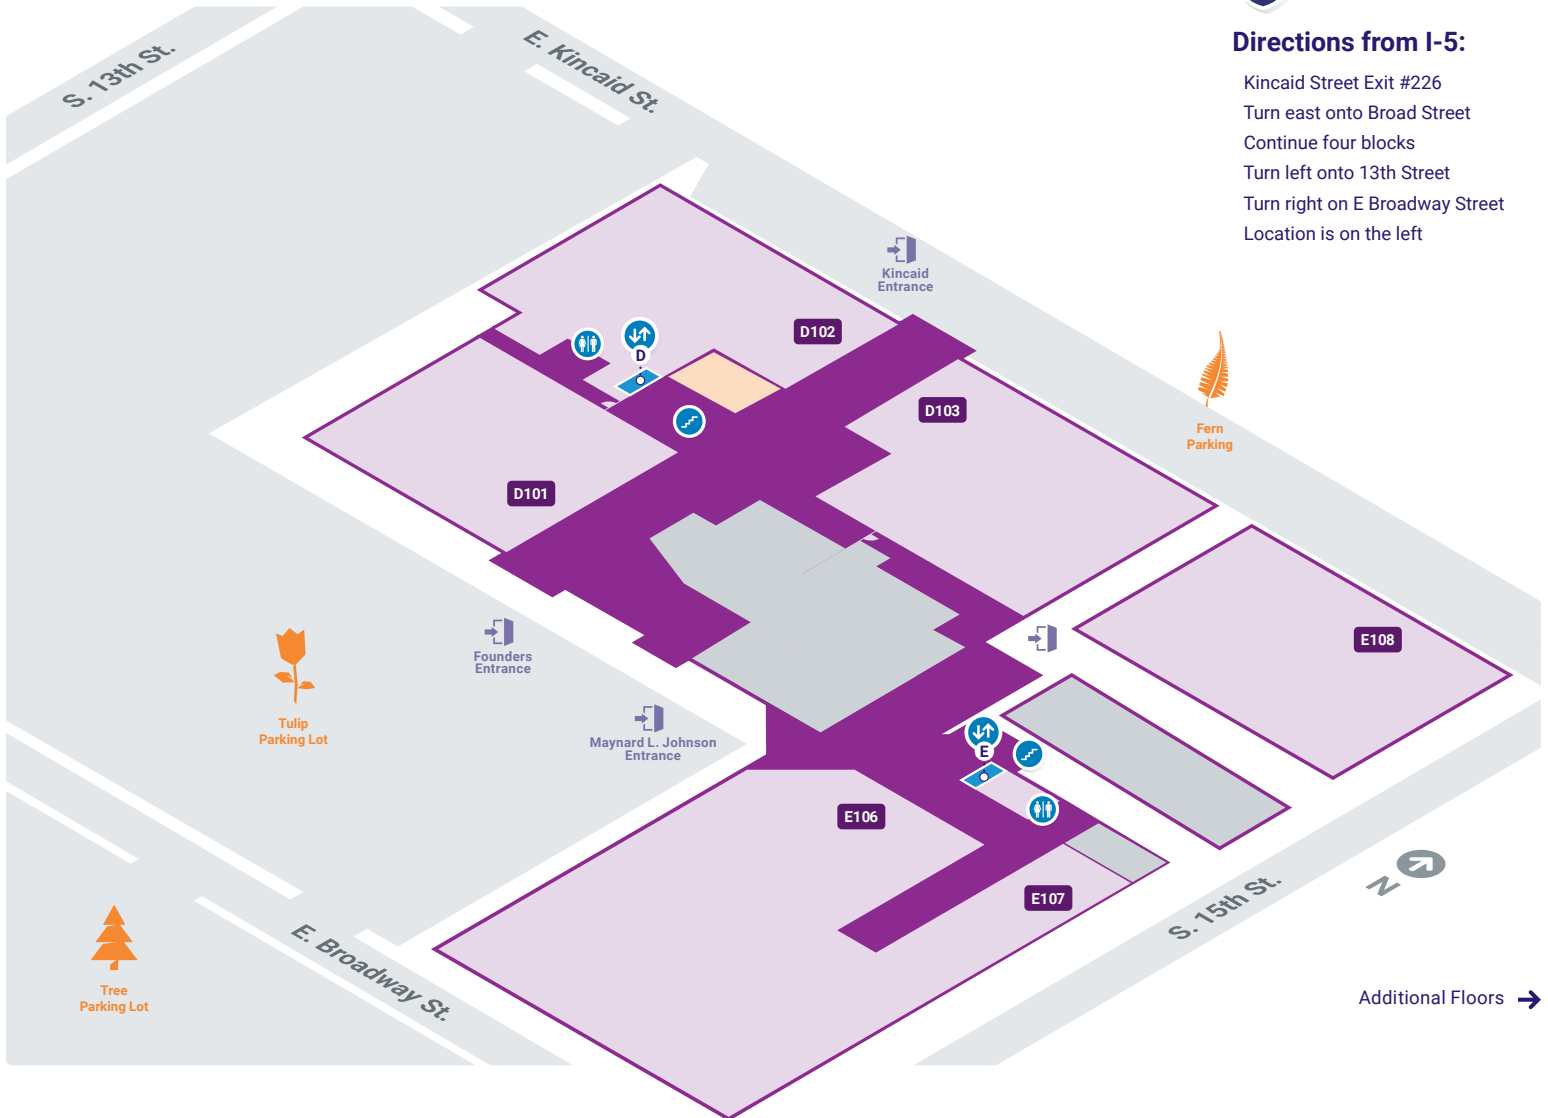 S. 13th St.
E. Kincaid St.
Directions from I-5:
Kincaid Street Exit #226
Turn east onto Broad Street
Continue four blocks
Turn left onto 13th Street
Turn right on E Broadway Street
Location is on the left
Kincaid
Entrance
D102
D
D103
Fern
Parking
D101
Founders
Entrance
E108
Tulip
Parking Lot
Maynard L. Johnson
Entrance
E
E106
E107
N
S. 15th St.
E. Broadway St.
Tree
Parking Lot
Additional Floors